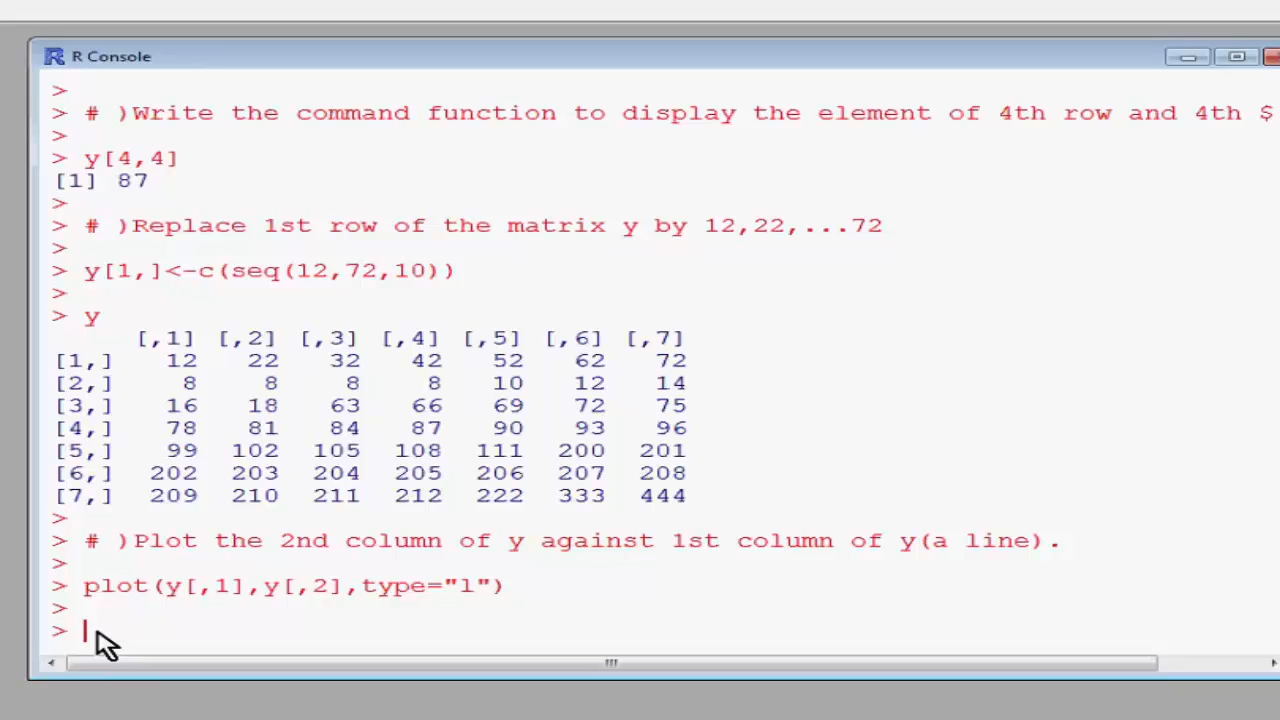 R Console
>
> # )Write the command function to display the element of 4th row and 4th $
>
> y[4,4]
[1] 87
>
> # )Replace 1st row of the matrix y by 12,22,...72
>
> y[1,]<-c(seq(12,72,10))
>
> y
[,1] [,2] [,3] [,4] [,5] [,6] [,7]
[1,] 12 22 32 42 52 62 72
[2,] 8 8 8 8 10 12 14
[3,] 16 18 63 66 69 72 75
[4,] 78 81 84 87 90 93 96
[5,] 99 102 105 108 111 200 201
[6,] 202 203 204 205 206 207 208
[7,] 209 210 211 212 222 333 444
>
> # )Plot the 2nd column of y against 1st column of y(a line).
>
> plot(y[,1],y[,2],type="l")
>
>